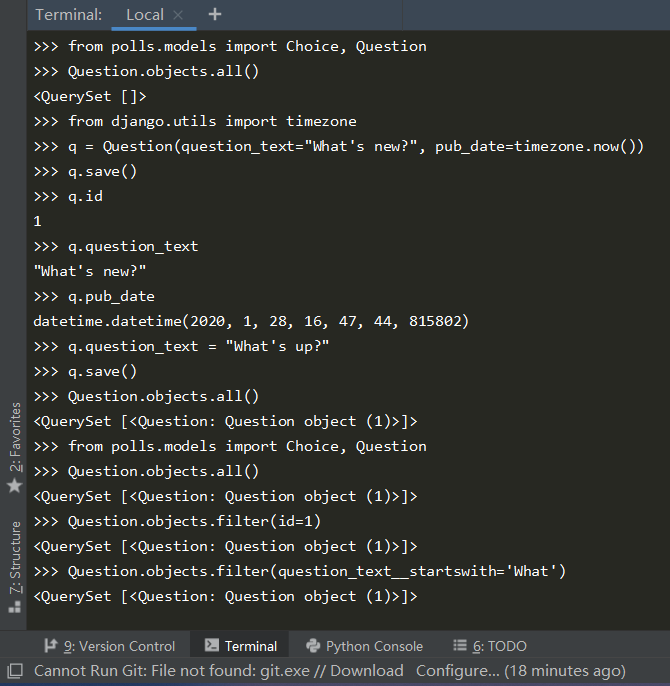 Terminal: Local × +
>>> from polls.models import Choice, Question
>>> Question.objects.all()
<QuerySet []>
>>> from django.utils import timezone
>>> q = Question(question_text="What's new?", pub_date=timezone.now())
>>> q.save()
>>> q.id
1
>>> q.question_text
"What's new?"
>>> q.pub_date
datetime.datetime(2020, 1, 28, 16, 47, 44, 815802)
>>> q.question_text = "What's up?"
>>> q.save()
>>> Question.objects.all()
<QuerySet [<Question: Question object (1)>]>
>>> from polls.models import Choice, Question
>>> Question.objects.all()
<QuerySet [<Question: Question object (1)>]>
>>> Question.objects.filter(id=1)
<QuerySet [<Question: Question object (1)>]>
>>> Question.objects.filter(question_text__startswith='What')
<QuerySet [<Question: Question object (1)>]>
2: Favorites
7: Structure
9: Version Control Terminal Python Console 6: TODO
Cannot Run Git: File not found: git.exe // Download Configure... (18 minutes ago)